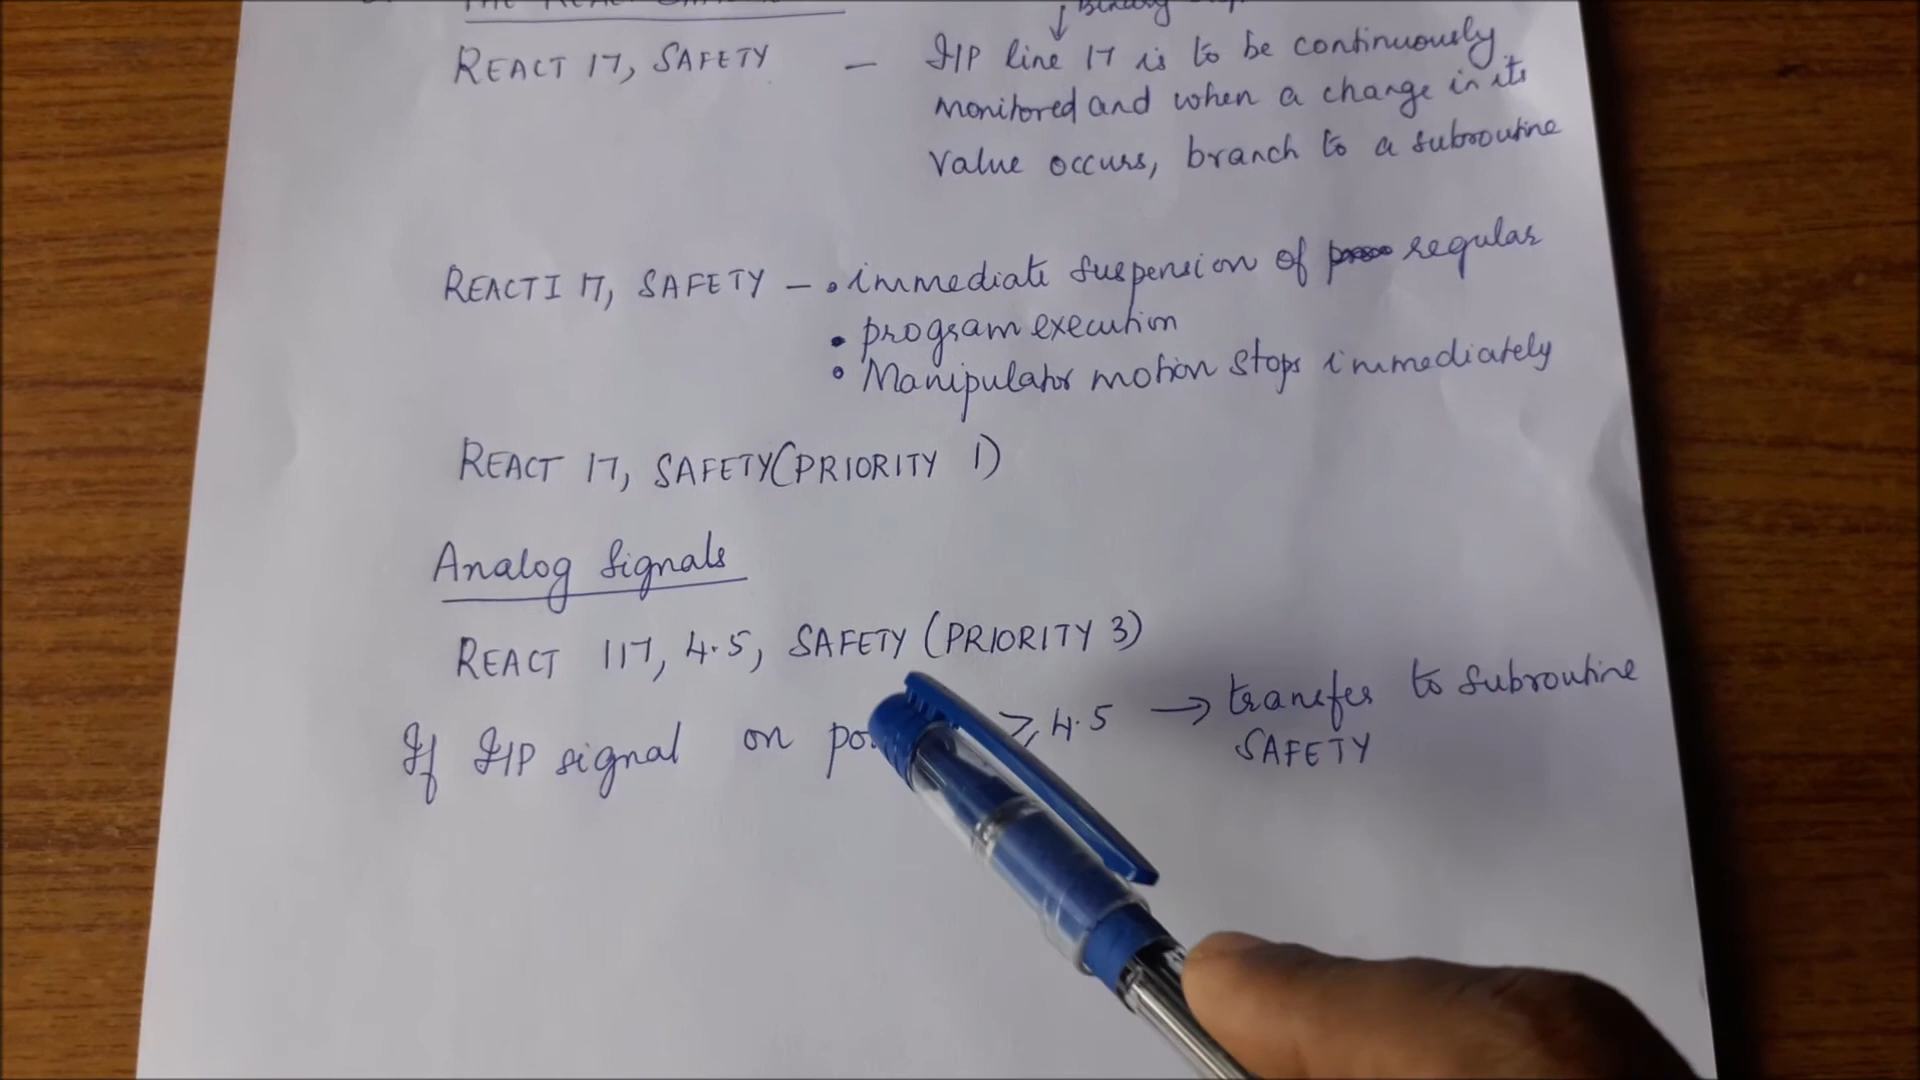 REACT 17, SAFETY - I/P line 17 is to be continuously
monitored and when a change in its
value occurs, branch to a subroutine
REACTI 17, SAFETY - • immediate suspension of regular
• program execution
• Manipulator motion stops immediately
REACT 17, SAFETY(PRIORITY 1)
Analog Signals
REACT 117, 4.5, SAFETY (PRIORITY 3)
If I/P signal on ≥ 4.5 → transfer to subroutine
SAFETY